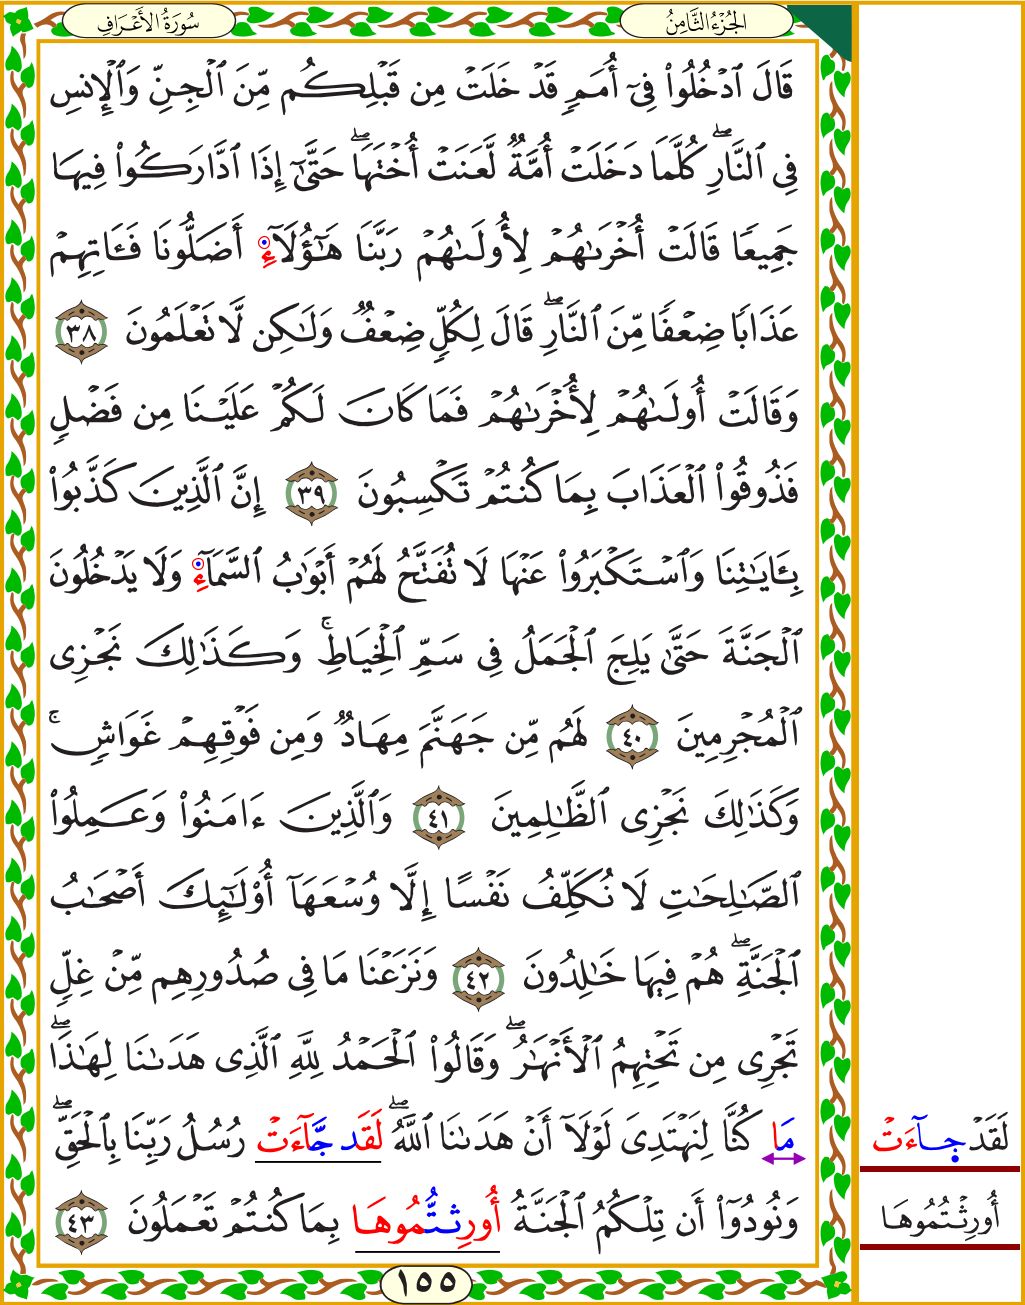 الجُزْءُ الثَّامِنُ
سُورَةُ الأَعْرَافِ
قَالَ ٱدْخُلُوا۟ فِىٓ أُمَمٍ قَدْ خَلَتْ مِن قَبْلِكُم مِّنَ ٱلْجِنِّ وَٱلْإِنسِ
فِى ٱلنَّارِ ۖ كُلَّمَا دَخَلَتْ أُمَّةٌ لَّعَنَتْ أُخْتَهَا ۖ حَتَّىٰٓ إِذَا ٱدَّارَكُوا۟ فِيهَا
جَمِيعًا قَالَتْ أُخْرَىٰهُمْ لِأُولَىٰهُمْ رَبَّنَا هَٰٓؤُلَآءِ أَضَلُّونَا فَـَٔاتِهِمْ
عَذَابًا ضِعْفًا مِّنَ ٱلنَّارِ ۖ قَالَ لِكُلٍّ ضِعْفٌ وَلَٰكِن لَّا تَعْلَمُونَ ٣٨
وَقَالَتْ أُولَىٰهُمْ لِأُخْرَىٰهُمْ فَمَا كَانَ لَكُمْ عَلَيْنَا مِن فَضْلٍ
فَذُوقُوا۟ ٱلْعَذَابَ بِمَا كُنتُمْ تَكْسِبُونَ ٣٩ إِنَّ ٱلَّذِينَ كَذَّبُوا۟
بِـَٔايَٰتِنَا وَٱسْتَكْبَرُوا۟ عَنْهَا لَا تُفَتَّحُ لَهُمْ أَبْوَٰبُ ٱلسَّمَآءِ وَلَا يَدْخُلُونَ
ٱلْجَنَّةَ حَتَّىٰ يَلِجَ ٱلْجَمَلُ فِى سَمِّ ٱلْخِيَاطِ ۚ وَكَذَٰلِكَ نَجْزِى
ٱلْمُجْرِمِينَ ٤٠ لَهُم مِّن جَهَنَّمَ مِهَادٌ وَمِن فَوْقِهِمْ غَوَاشٍ ۚ
وَكَذَٰلِكَ نَجْزِى ٱلظَّٰلِمِينَ ٤١ وَٱلَّذِينَ ءَامَنُوا۟ وَعَمِلُوا۟
ٱلصَّٰلِحَٰتِ لَا نُكَلِّفُ نَفْسًا إِلَّا وُسْعَهَآ أُو۟لَٰٓئِكَ أَصْحَٰبُ
ٱلْجَنَّةِ ۖ هُمْ فِيهَا خَٰلِدُونَ ٤٢ وَنَزَعْنَا مَا فِى صُدُورِهِم مِّنْ غِلٍّ
تَجْرِى مِن تَحْتِهِمُ ٱلْأَنْهَٰرُ ۖ وَقَالُوا۟ ٱلْحَمْدُ لِلَّهِ ٱلَّذِى هَدَىٰنَا لِهَٰذَا ۖ
مَا كُنَّا لِنَهْتَدِىَ لَوْلَآ أَنْ هَدَىٰنَا ٱللَّهُ ۖ لَقَد جَّآءَتْ رُسُلُ رَبِّنَا بِٱلْحَقِّ ۖ
لَقَدْ جَآءَتْ
وَنُودُوٓا۟ أَن تِلْكُمُ ٱلْجَنَّةُ أُورِثتُّمُوهَا بِمَا كُنتُمْ تَعْمَلُونَ ٤٣
أُورِثْتُمُوهَا
١٥٥